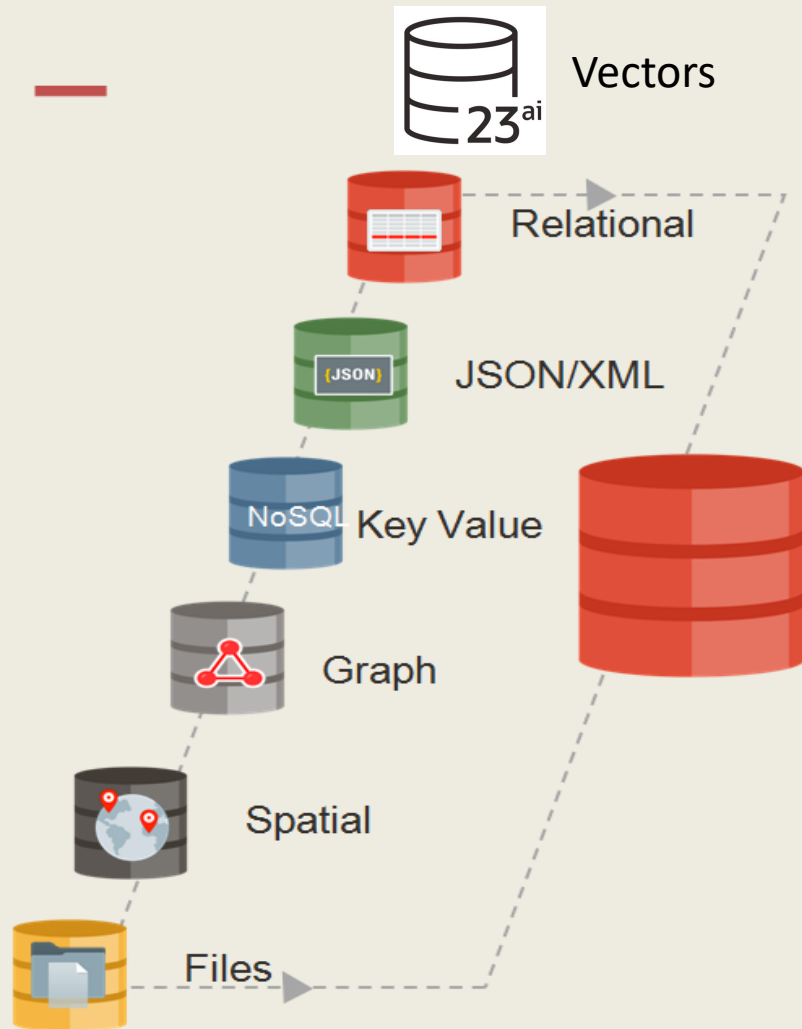 23ai
Vectors
Relational
{JSON}
JSON/XML
NoSQL
Key Value
Graph
Spatial
Files